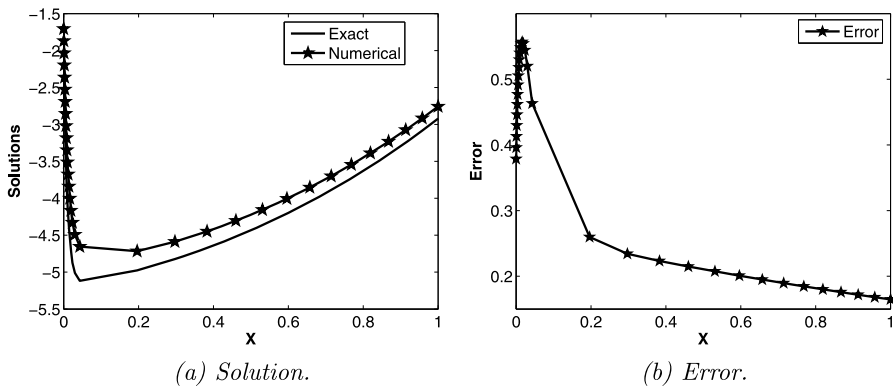 -1.5
-2
-2.5
-3
-3.5
-4
-4.5
-5
-5.5
Solutions
Exact
Numerical
0 0.2 0.4 0.6 0.8 1
X
(a) Solution.
0.5
0.4
0.3
0.2
Error
Error
0 0.2 0.4 0.6 0.8 1
X
(b) Error.